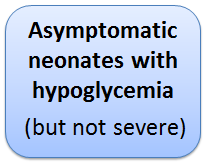 Asymptomatic
neonates with
hypoglycemia
(but not severe)